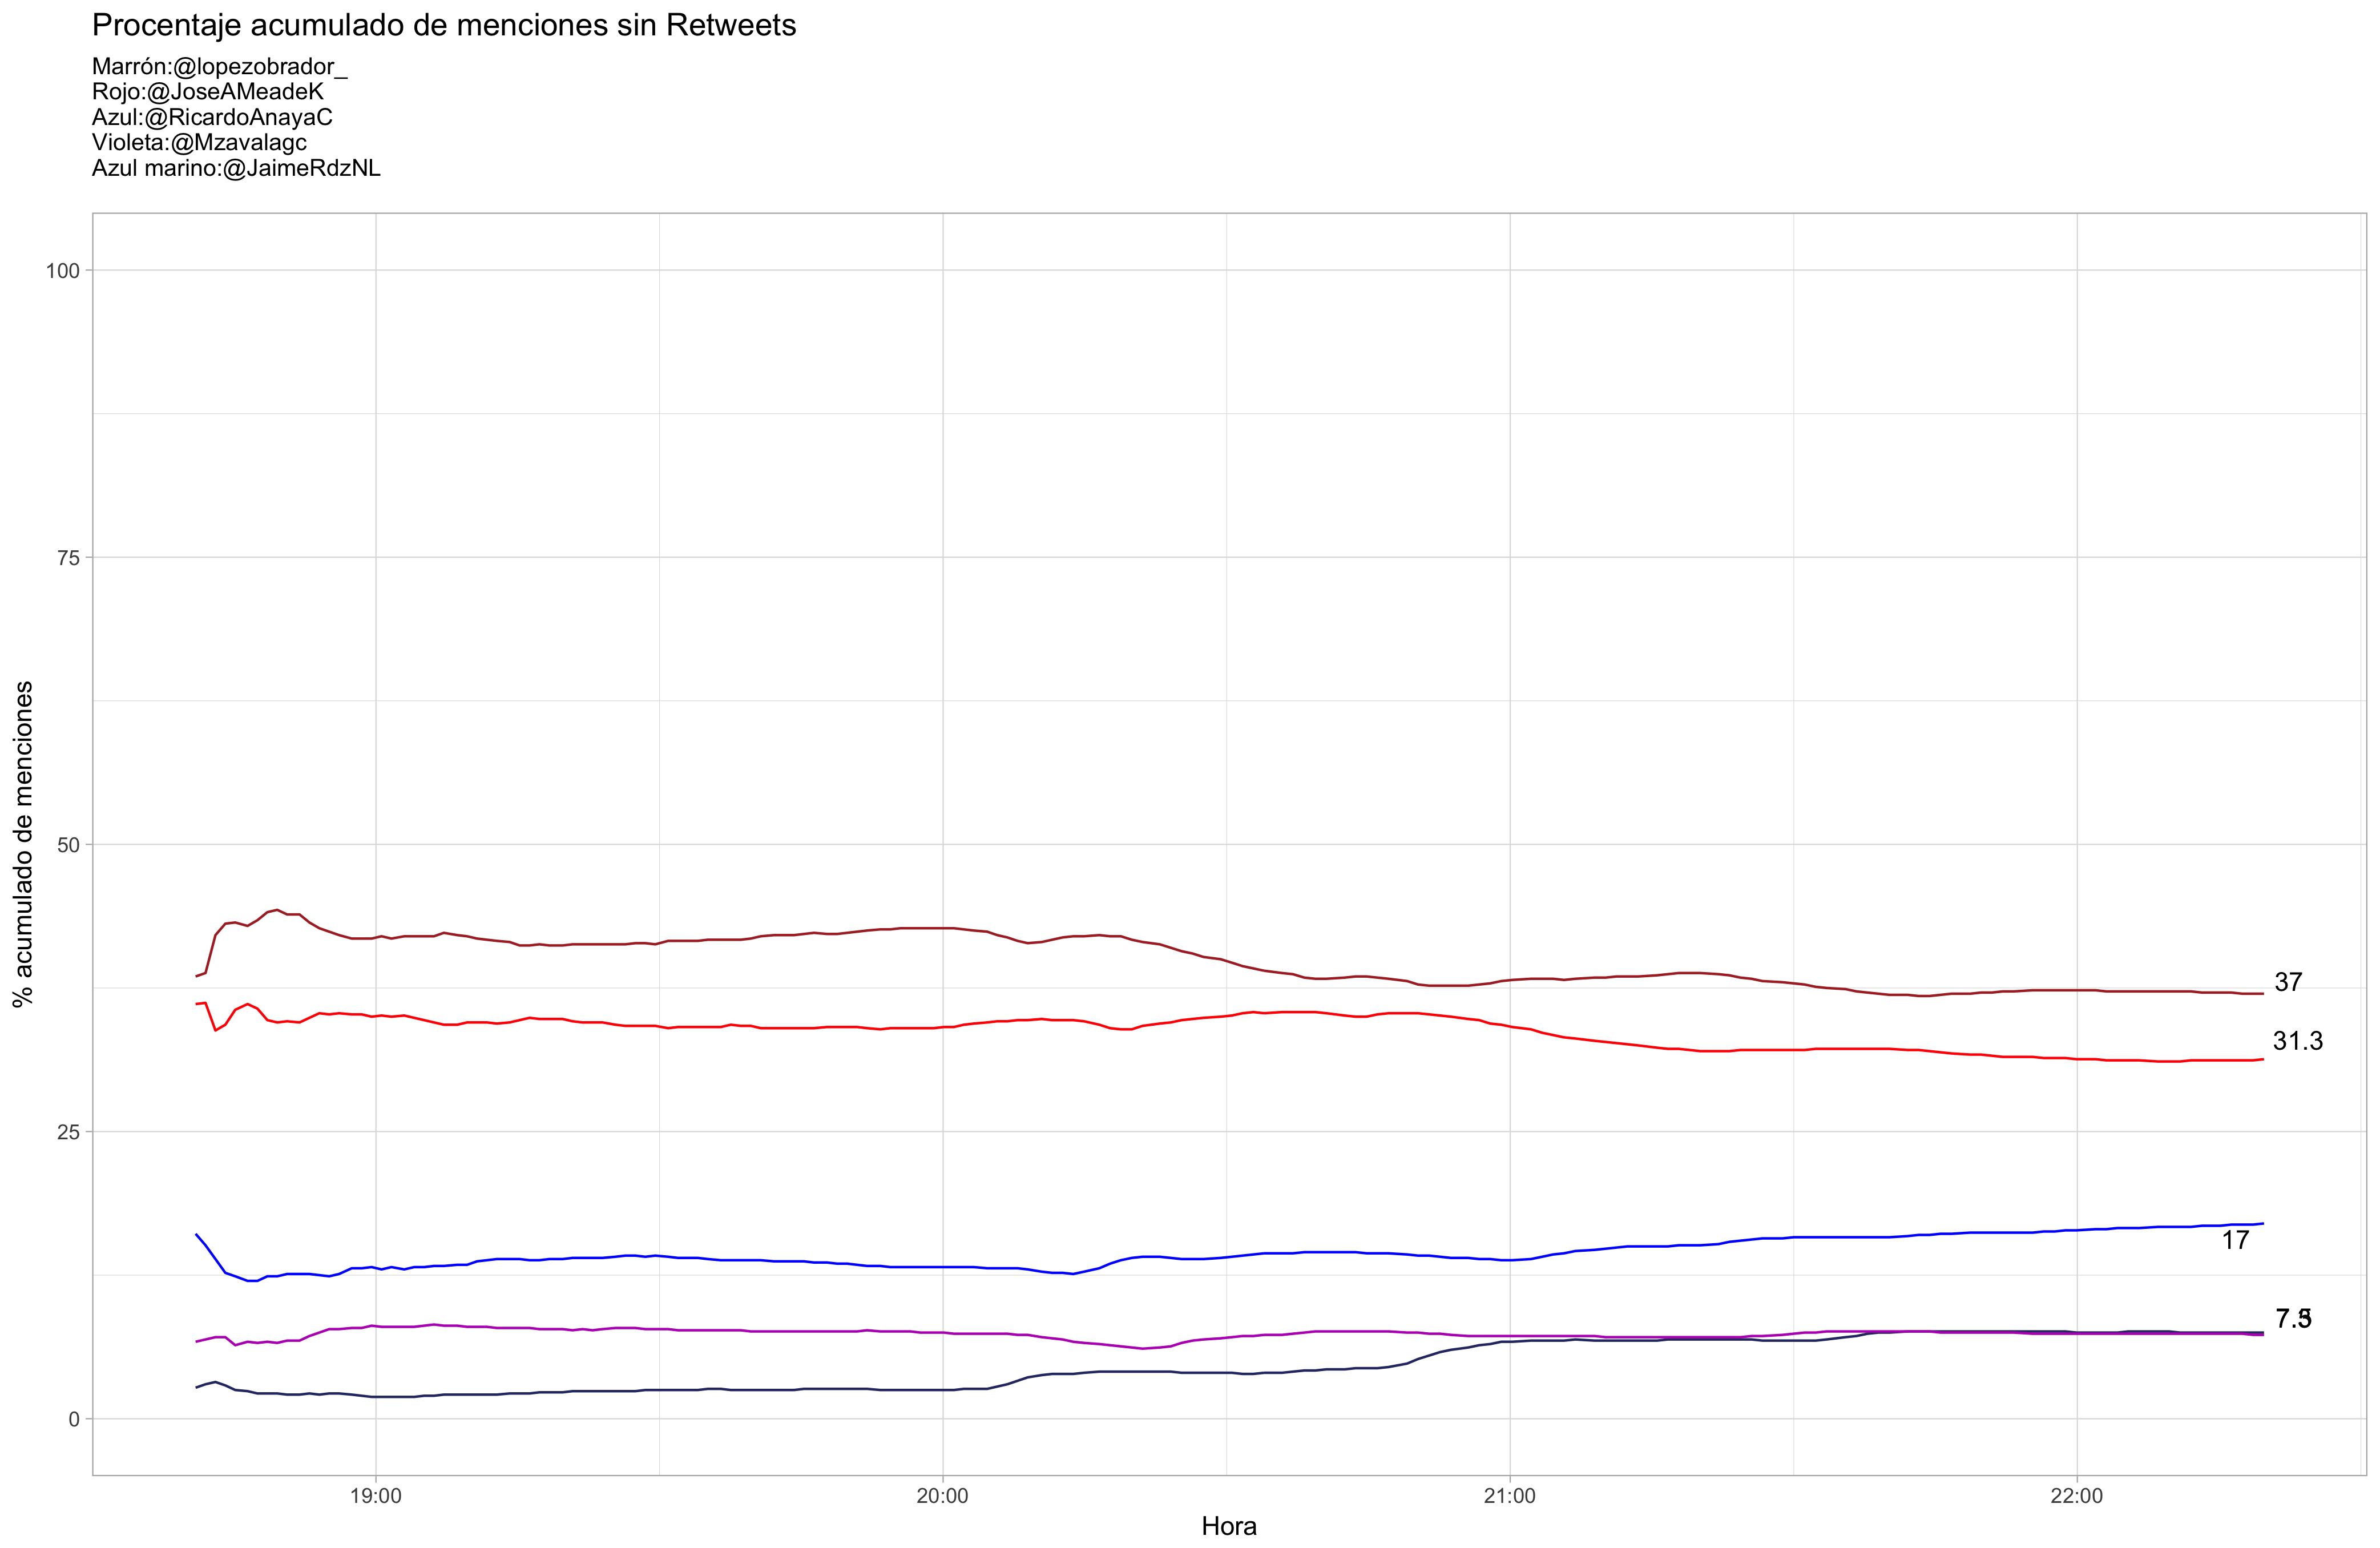 Procentaje acumulado de menciones sin Retweets
Marrón:@lopezobrador_
Rojo:@JoseAMeadeK
Azul:@RicardoAnayaC
Violeta:@Mzavalagc
Azul marino:@JaimeRdzNL
% acumulado de menciones
100
75
50
25
0
37
31.3
17
19:00
20:00
21:00
22:00
Hora